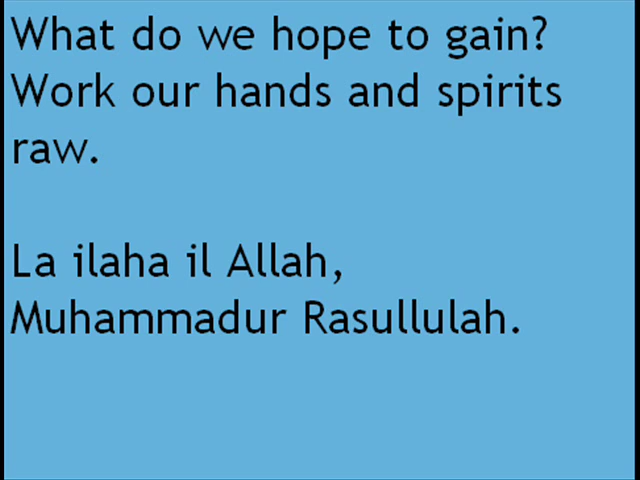 What do we hope to gain?
Work our hands and spirits
raw.
La ilaha il Allah,
Muhammadur Rasullulah.